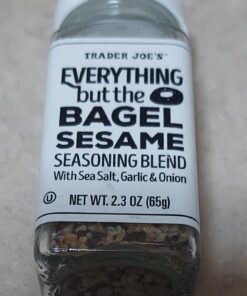 TRADER JOE'S
EVERYTHING
but the
BAGEL
SESAME
SEASONING BLEND
With Sea Salt, Garlic & Onion
U NET WT. 2.3 OZ (65g)